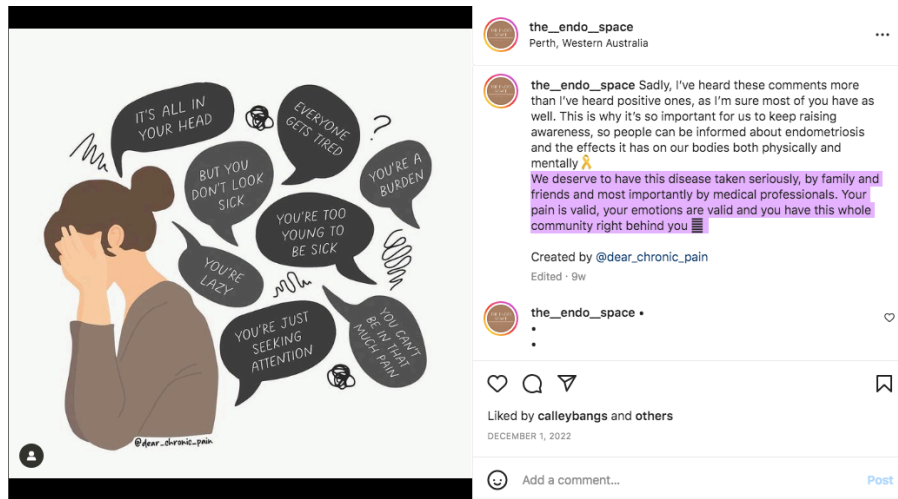 IT'S ALL IN
YOUR HEAD
EVERYONE
GETS TIRED
?
BUT YOU
DON'T LOOK
SICK
YOU'RE A
BURDEN
YOU'RE TOO
YOUNG TO
BE SICK
YOU'RE
LAZY
YOU'RE JUST
SEEKING
ATTENTION
YOU CAN'T
BE IN THAT
MUCH PAIN
@dear_chronic_pain
the__endo__space
Perth, Western Australia
the__endo__space Sadly, I've heard these comments more
than I've heard positive ones, as I'm sure most of you have as
well. This is why it's so important for us to keep raising
awareness, so people can be informed about endometriosis
and the effects it has on our bodies both physically and
mentally🎗️
We deserve to have this disease taken seriously, by family and
friends and most importantly by medical professionals. Your
pain is valid, your emotions are valid and you have this whole
community right behind you
Created by @dear_chronic_pain
Edited · 9w
the__endo__space •
•
•
Liked by calleybangs and others
DECEMBER 1, 2022
Add a comment...
Post